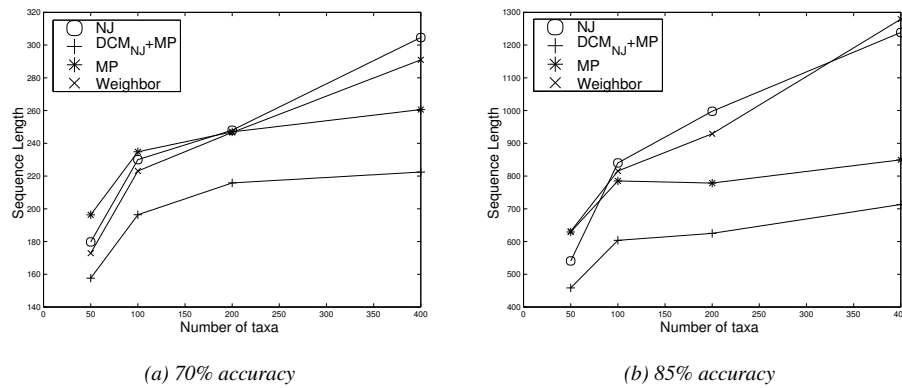 320
300
280
260
240
220
200
180
160
140
Sequence Length
NJ
DCM_NJ+MP
MP
Weighbor
0 50 100 150 200 250 300 350 400
Number of taxa
(a) 70% accuracy
1300
1200
1100
1000
900
800
700
600
500
400
Sequence Length
NJ
DCM_NJ+MP
MP
Weighbor
0 50 100 150 200 250 300 350 400
Number of taxa
(b) 85% accuracy